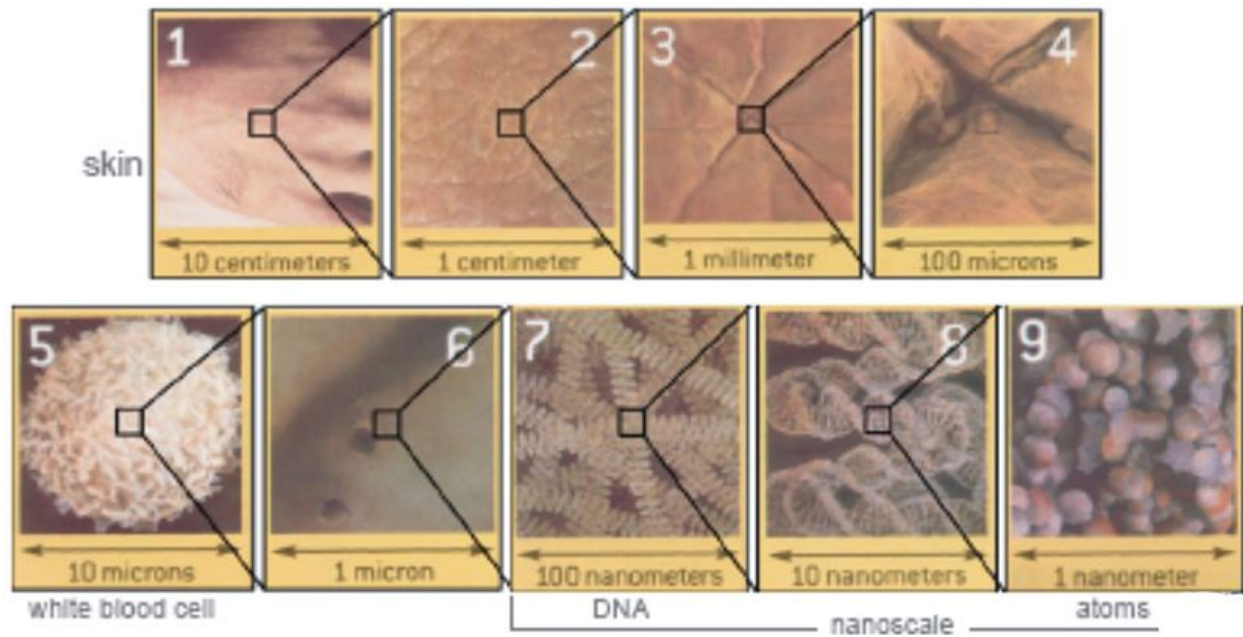 1 2 3 4
skin
10 centimeters 1 centimeter 1 millimeter 100 microns
5 6 7 8 9
10 microns 1 micron 100 nanometers 10 nanometers 1 nanometer
white blood cell DNA atoms
nanoscale